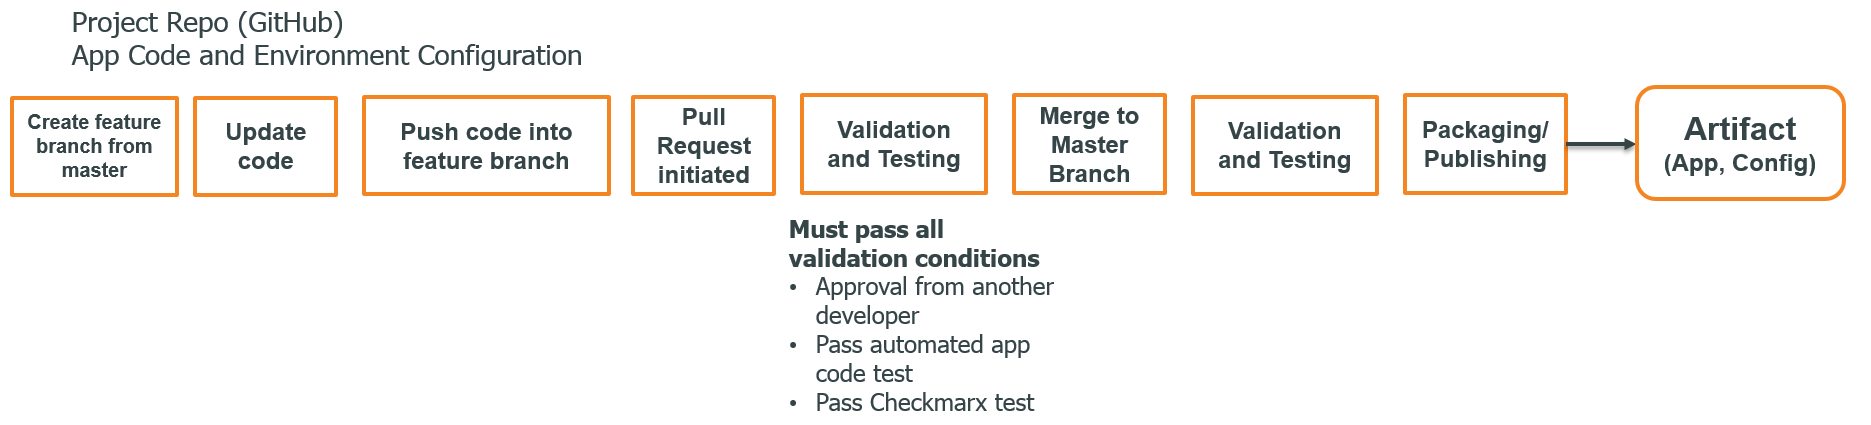 Project Repo (GitHub)
App Code and Environment Configuration
Create feature
branch from
master
Update
code
Push code into
feature branch
Pull
Request
initiated
Validation
and Testing
Merge to
Master
Branch
Validation
and Testing
Packaging/
Publishing
Artifact
(App, Config)
Must pass all
validation conditions
• Approval from another
developer
• Pass automated app
code test
• Pass Checkmarx test